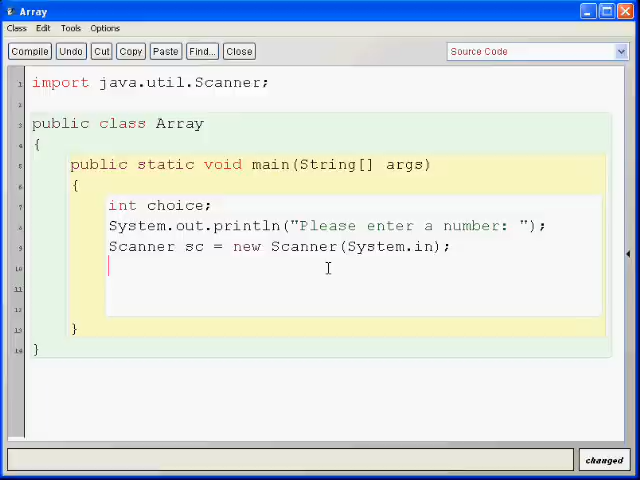 Array
Class Edit Tools Options
Compile Undo Cut Copy Paste Find... Close Source Code
1 import java.util.Scanner;
2
3 public class Array
4 {
5 public static void main(String[] args)
6 {
7 int choice;
8 System.out.println("Please enter a number: ");
9 Scanner sc = new Scanner(System.in);
10
11
12
13 }
14 }
changed